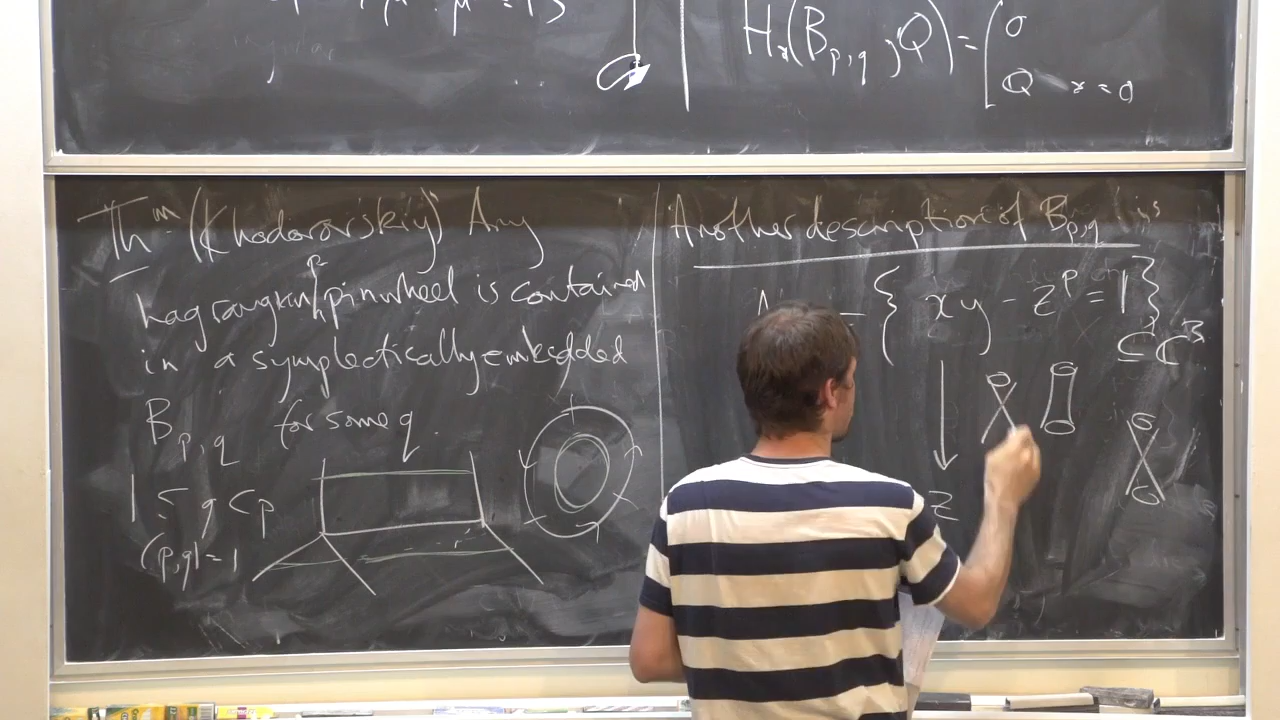 H_*(B_{p,q}; Q) = { 0
Q * = 0
Th^m (Khodorovskiy) Any
Lagrangian p pinwheel is contained
in a symplectically embedded
B_{p,q} for some q.
1 ≤ q < p
(p,q)=1
Another description of B_{p,q} is
= { xy - z^p = 1 }
⊆ C^3
z